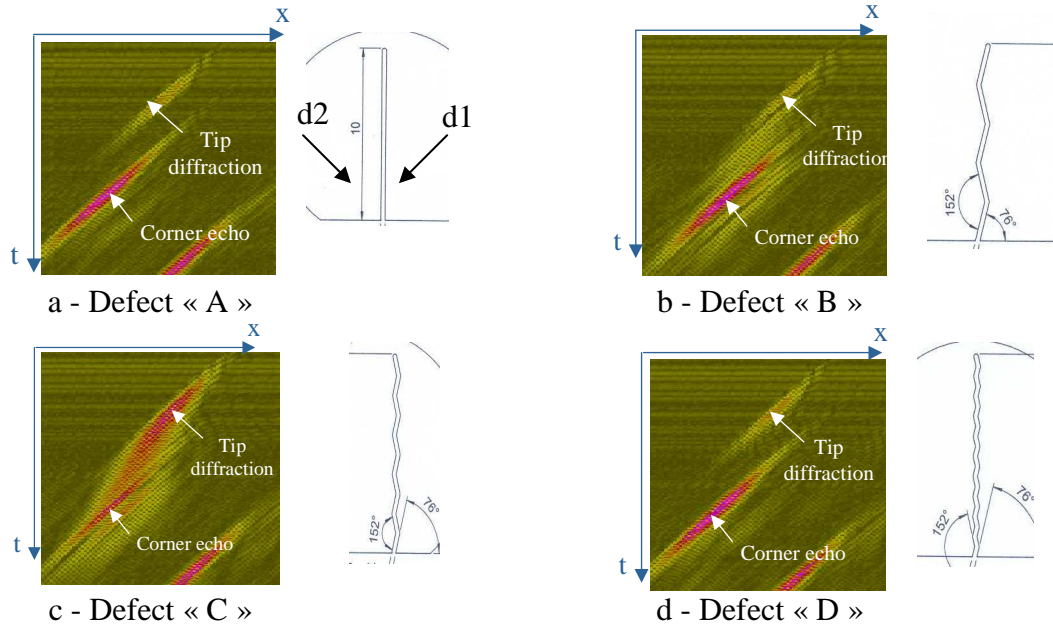 x
t
Tip
diffraction
Corner echo
d2
10
d1
a - Defect « A »
x
t
Tip
diffraction
Corner echo
152°
76°
b - Defect « B »
x
t
Tip
diffraction
Corner echo
152°
76°
c - Defect « C »
x
t
Tip
diffraction
Corner echo
152°
76°
d - Defect « D »